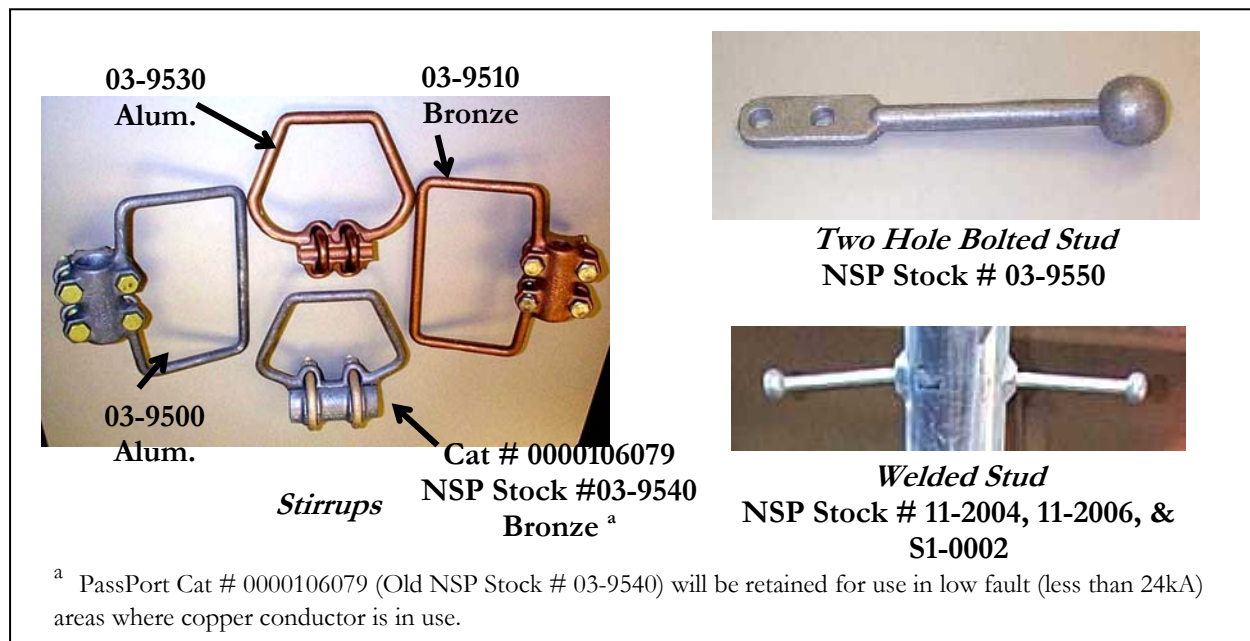 03-9530
Alum.
03-9510
Bronze
03-9500
Alum.
Cat # 0000106079
NSP Stock #03-9540
Bronze a
Stirrups
Two Hole Bolted Stud
NSP Stock # 03-9550
Welded Stud
NSP Stock # 11-2004, 11-2006, &
S1-0002
a PassPort Cat # 0000106079 (Old NSP Stock # 03-9540) will be retained for use in low fault (less than 24kA)
areas where copper conductor is in use.